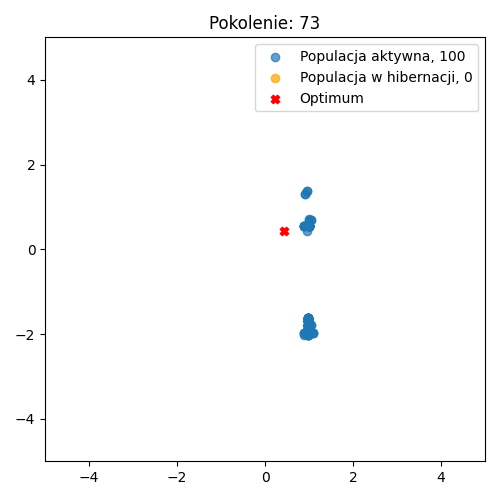 Pokolenie: 73
Populacja aktywna, 100
Populacja w hibernacji, 0
Optimum
4
2
0
−2
−4
−4 −2 0 2 4